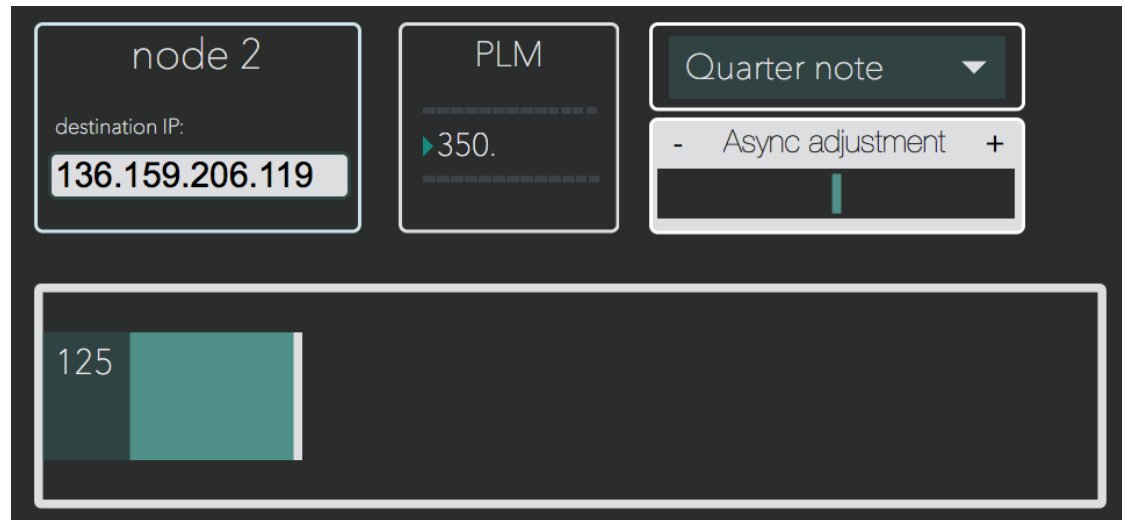 node 2
destination IP:
136.159.206.119
PLM
350.
Quarter note
- Async adjustment +
125